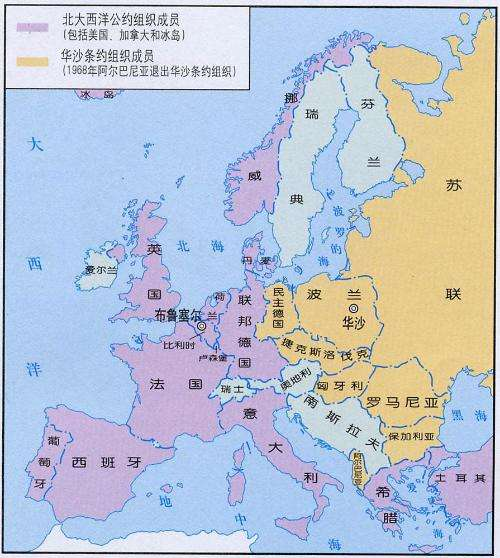 北大西洋公约组织成员
(包括美国、加拿大和冰岛)
华沙条约组织成员
(1968年阿尔巴尼亚退出华沙条约组织)
冰岛
大西洋
挪威
瑞典
芬兰
苏联
北海
波罗的海
丹麦
爱尔兰
英国
荷兰
布鲁塞尔
比利时
卢森堡
联邦德国
民主德国
波兰
华沙
捷克斯洛伐克
法国
瑞士
奥地利
匈牙利
罗马尼亚
南斯拉夫
保加利亚
黑海
意大利
阿尔巴尼亚
希腊
土耳其
爱琴海
葡萄牙
西班牙
地中海